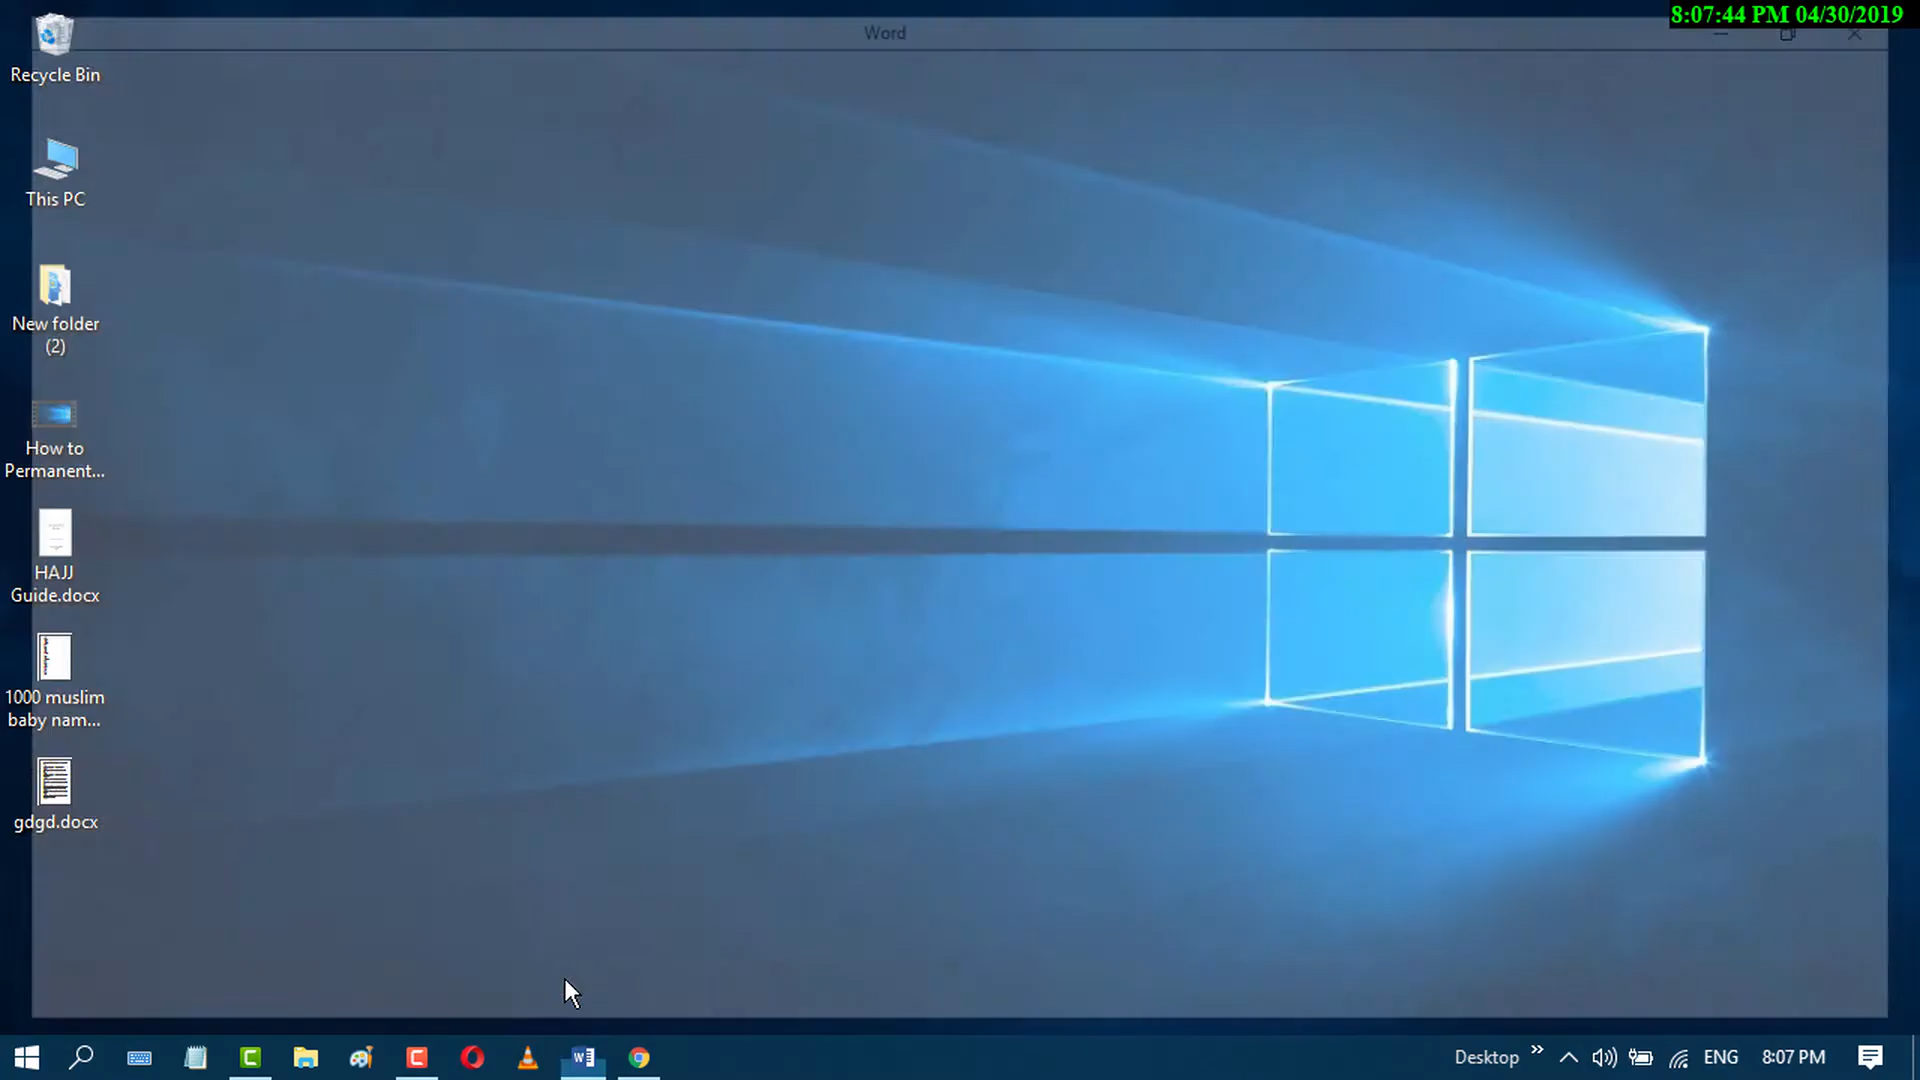 8:07:44 PM 04/30/2019
Word
Recycle Bin
This PC
New folder
(2)
How to
Permanent...
HAJJ
Guide.docx
1000 muslim
baby nam...
gdgd.docx
Desktop
ENG
8:07 PM